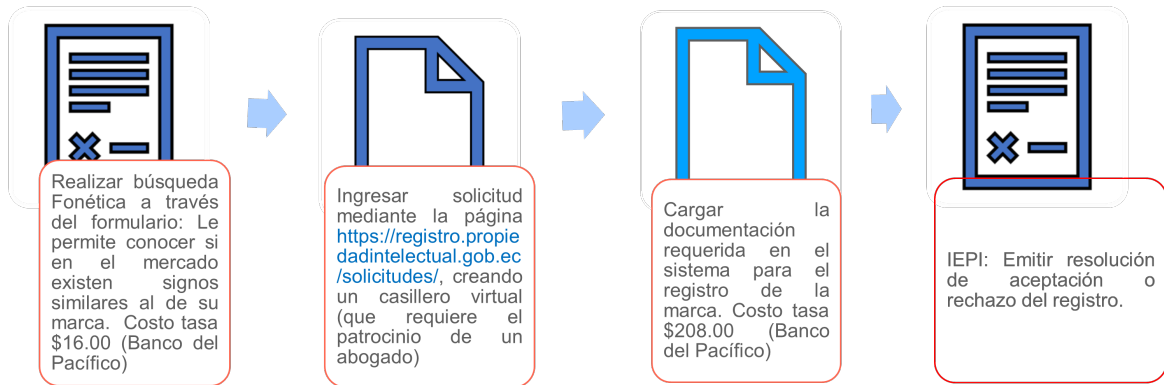 Realizar búsqueda
Fonética a través
del formulario: Le
permite conocer si
en el mercado
existen signos
similares al de su
marca. Costo tasa
$16.00 (Banco del
Pacífico)
Ingresar solicitud
mediante la página
https://registro.propie
dadintelectual.gob.ec
/solicitudes/, creando
un casillero virtual
(que requiere el
patrocinio de un
abogado)
Cargar la
documentación
requerida en el
sistema para el
registro de la
marca. Costo tasa
$208.00 (Banco
del Pacífico)
IEPI: Emitir resolución
de aceptación o
rechazo del registro.